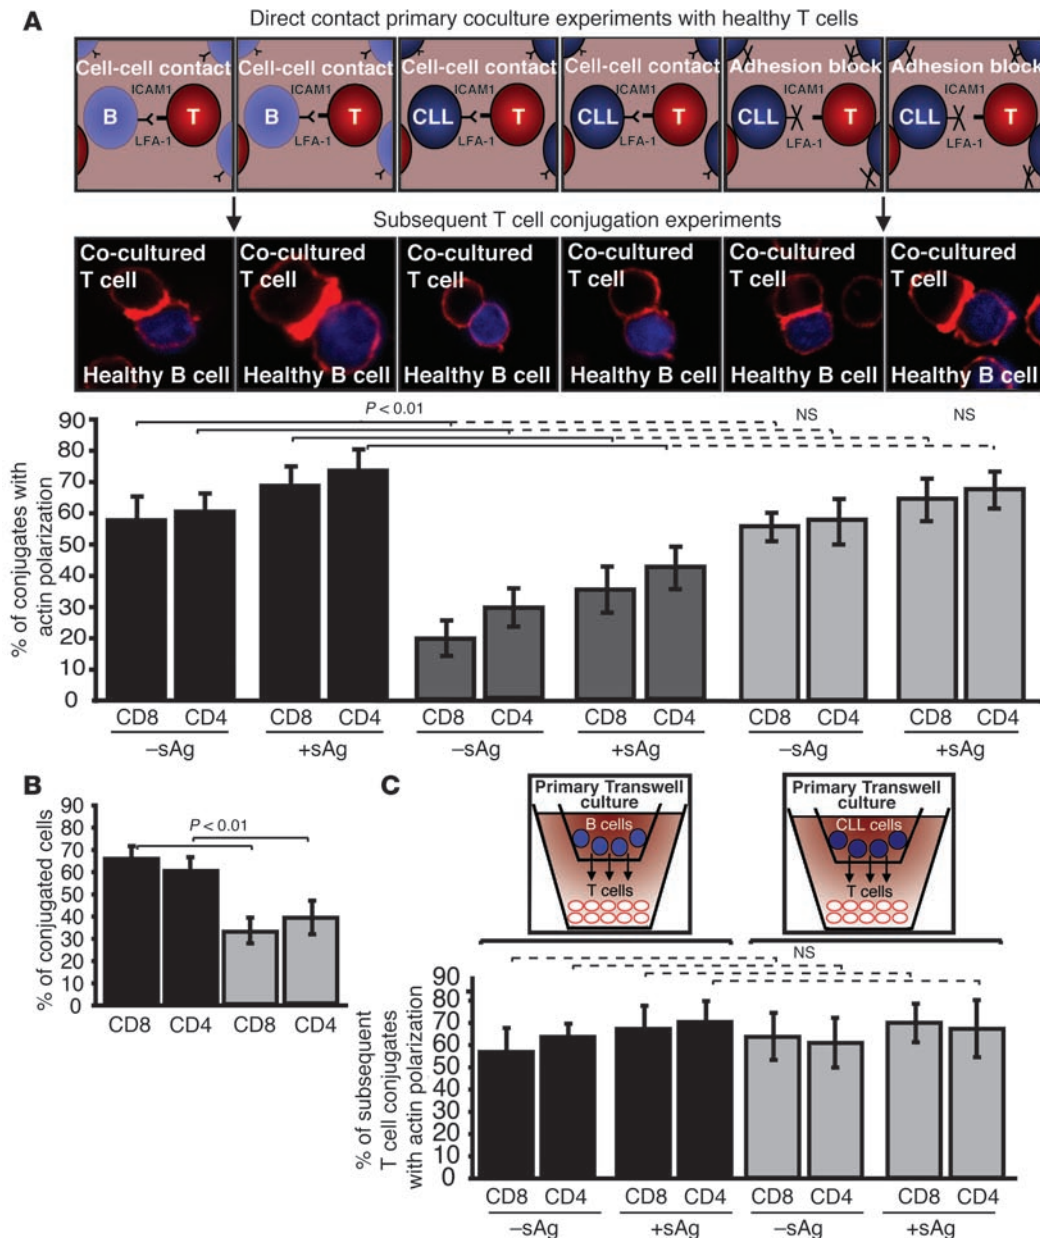 A
Direct contact primary coculture experiments with healthy T cells
Cell-cell contact Cell-cell contact Cell-cell contact Cell-cell contact Adhesion block Adhesion block
ICAM1 ICAM1 ICAM1 ICAM1 ICAM1 ICAM1
B T B T CLL T CLL T CLL T CLL T
LFA-1 LFA-1 LFA-1 LFA-1 LFA-1 LFA-1
Subsequent T cell conjugation experiments
Co-cultured Co-cultured Co-cultured Co-cultured Co-cultured Co-cultured
T cell T cell T cell T cell T cell T cell
Healthy B cell Healthy B cell Healthy B cell Healthy B cell Healthy B cell Healthy B cell
% of conjugates with
actin polarization
P < 0.01 NS NS
90
80
70
60
50
40
30
20
10
0
CD8 CD4 CD8 CD4 CD8 CD4 CD8 CD4 CD8 CD4 CD8 CD4
–sAg +sAg –sAg +sAg –sAg +sAg
B
% of conjugated cells
P < 0.01
90
80
70
60
50
40
30
20
10
0
CD8 CD4 CD8 CD4
C
Primary Transwell
culture
B cells
T cells
Primary Transwell
culture
CLL cells
T cells
NS
% of subsequent
T cell conjugates
with actin polarization
90
80
70
60
50
40
30
20
10
0
CD8 CD4 CD8 CD4 CD8 CD4 CD8 CD4
–sAg +sAg –sAg +sAg